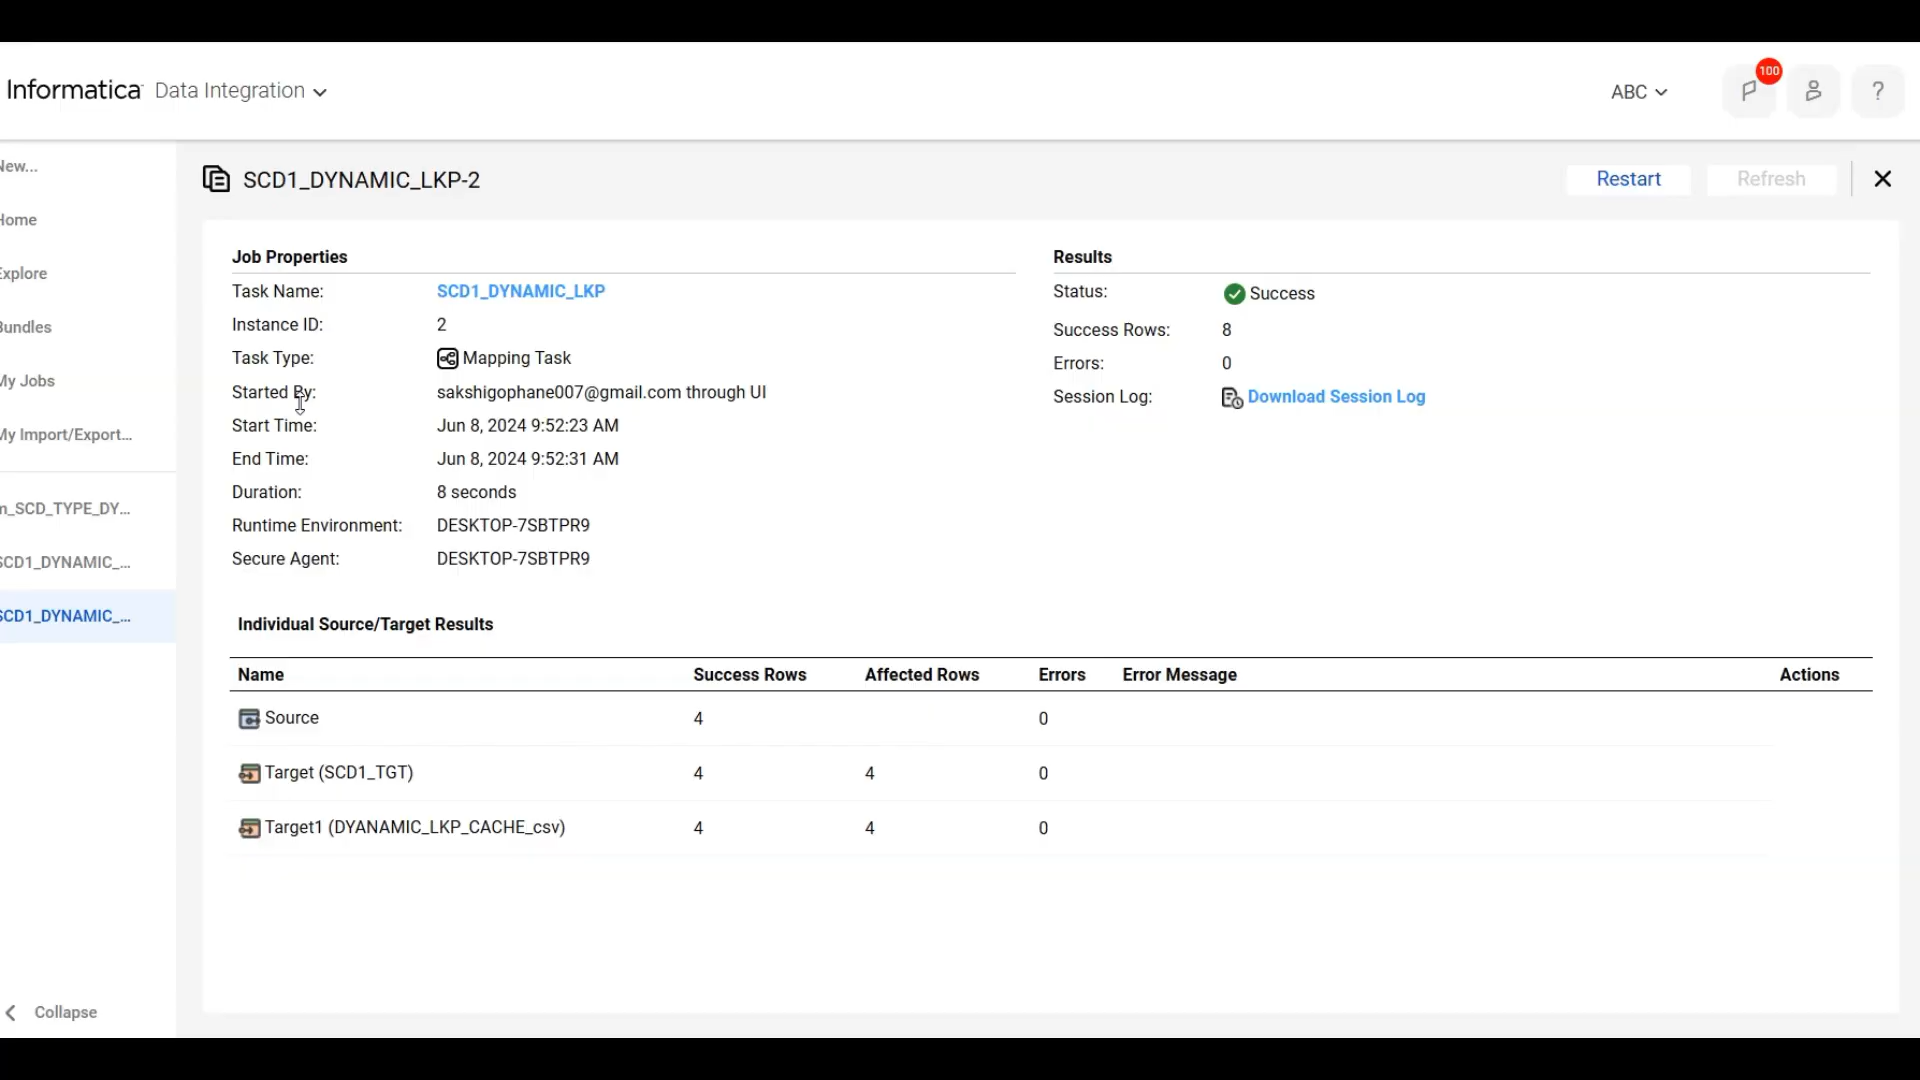 Informatica Data Integration
ABC
100
?
New...
Home
Explore
Bundles
My Jobs
My Import/Export...
m_SCD_TYPE_DY...
SCD1_DYNAMIC_...
SCD1_DYNAMIC_...
Collapse
SCD1_DYNAMIC_LKP-2
Restart
Refresh
Job Properties
Task Name: SCD1_DYNAMIC_LKP
Instance ID: 2
Task Type: Mapping Task
Started By: sakshigophane007@gmail.com through UI
Start Time: Jun 8, 2024 9:52:23 AM
End Time: Jun 8, 2024 9:52:31 AM
Duration: 8 seconds
Runtime Environment: DESKTOP-7SBTPR9
Secure Agent: DESKTOP-7SBTPR9
Results
Status: Success
Success Rows: 8
Errors: 0
Session Log: Download Session Log
Individual Source/Target Results
Name Success Rows Affected Rows Errors Error Message Actions
Source 4 0
Target (SCD1_TGT) 4 4 0
Target1 (DYANAMIC_LKP_CACHE_csv) 4 4 0